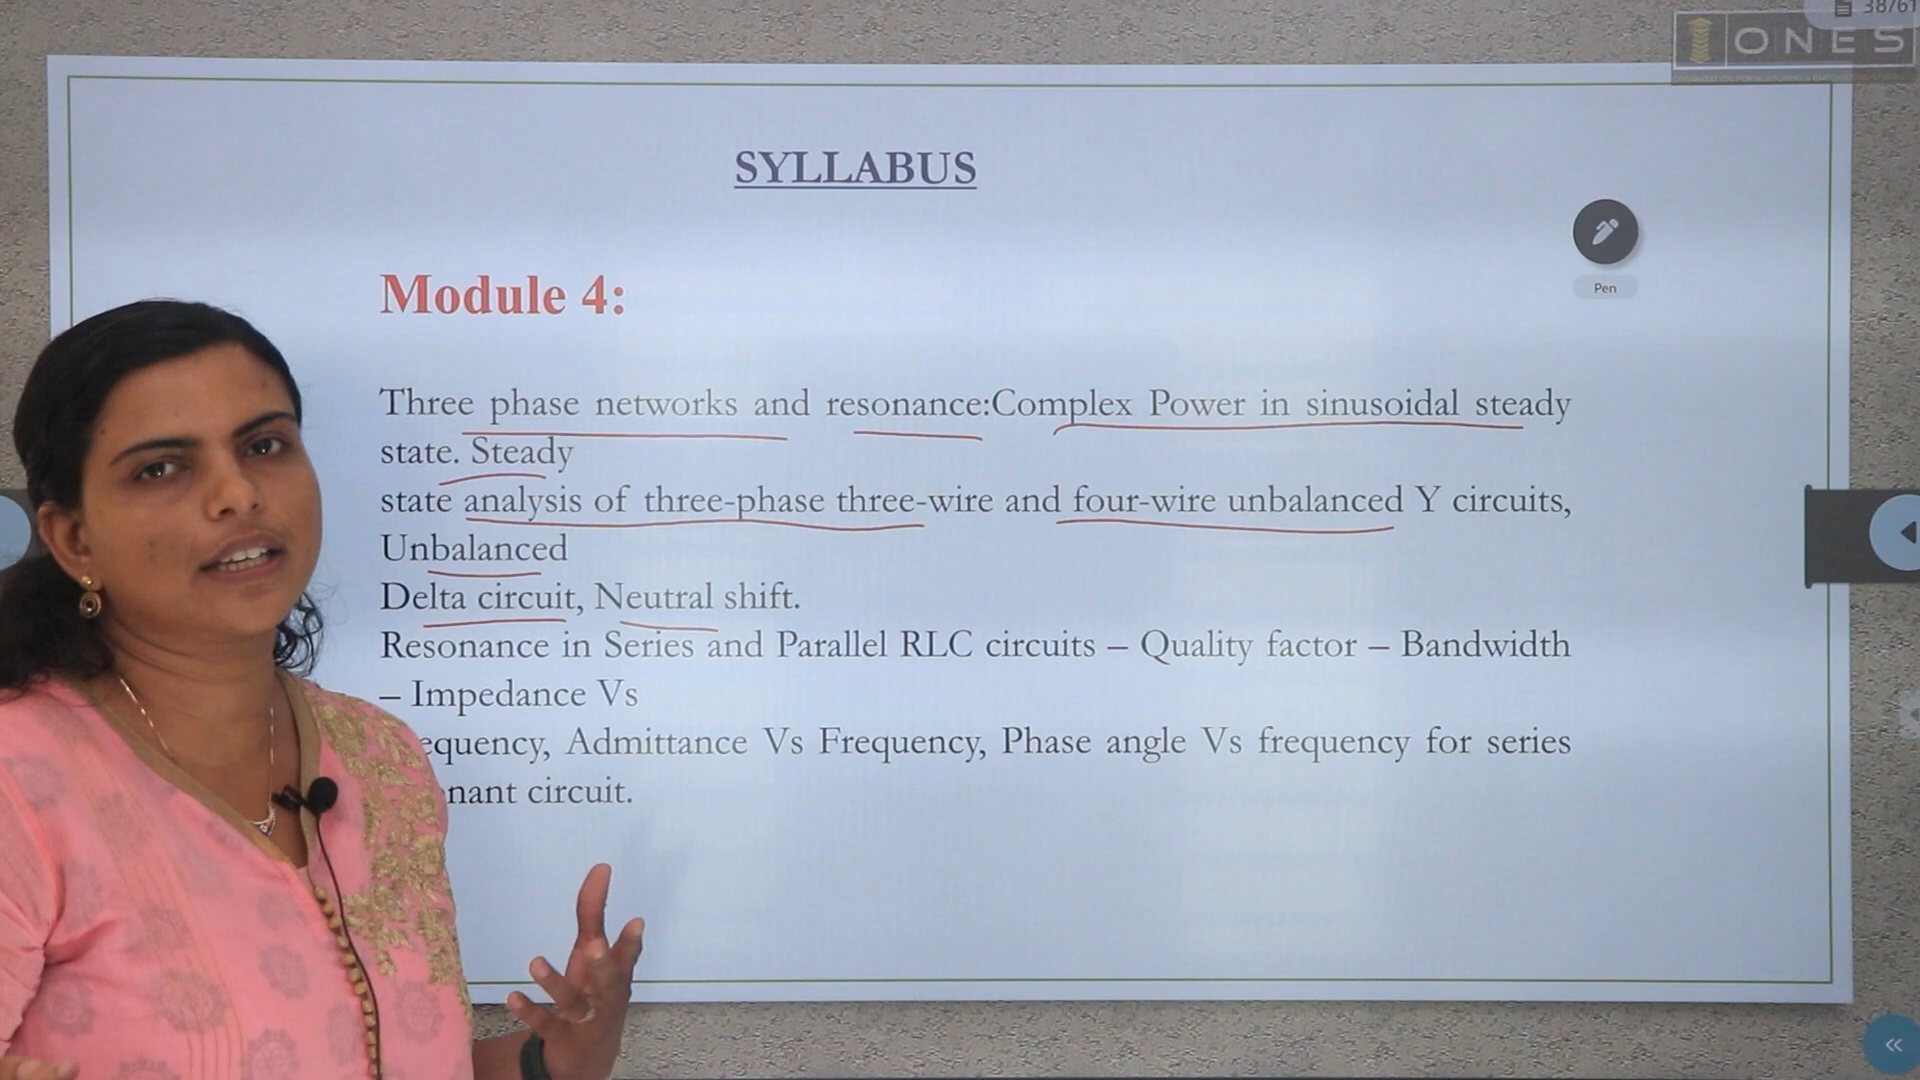 38/61
ONES
SYLLABUS
Pen
Module 4:
Three phase networks and resonance:Complex Power in sinusoidal steady
state. Steady
state analysis of three-phase three-wire and four-wire unbalanced Y circuits,
Unbalanced
Delta circuit, Neutral shift.
Resonance in Series and Parallel RLC circuits – Quality factor – Bandwidth
– Impedance Vs
equency, Admittance Vs Frequency, Phase angle Vs frequency for series
nant circuit.